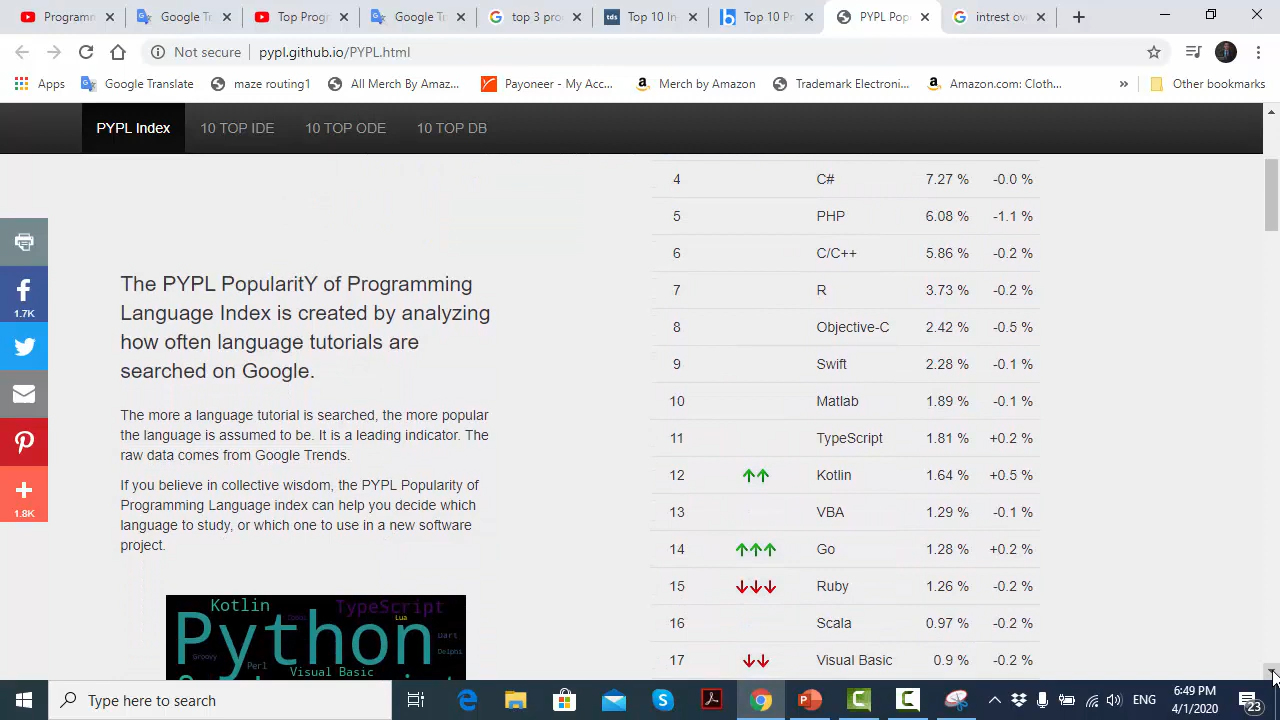 Programm
Google Tr
Top Prog
Google Tr
top 3 pro
tds Top 10 In
Top 10 Pr
PYPL Pop
intrest ov
Not secure pypl.github.io/PYPL.html
Apps Google Translate maze routing1 All Merch By Amaz... Payoneer - My Acc... Merch by Amazon Trademark Electroni... Amazon.com: Cloth... » Other bookmarks
PYPL Index 10 TOP IDE 10 TOP ODE 10 TOP DB
4 C# 7.27 % -0.0 %
5 PHP 6.08 % -1.1 %
6 C/C++ 5.86 % -0.2 %
7 R 3.73 % -0.2 %
8 Objective-C 2.42 % -0.5 %
9 Swift 2.28 % -0.1 %
10 Matlab 1.89 % -0.1 %
11 TypeScript 1.81 % +0.2 %
12 ↑↑ Kotlin 1.64 % +0.5 %
13 VBA 1.29 % -0.1 %
14 ↑↑↑ Go 1.28 % +0.2 %
15 ↓↓↓ Ruby 1.26 % -0.2 %
16 Scala 0.97 % -0.2 %
17 ↓↓ Visual Basic 0.9 % -0.2 %
1.7K
1.8K
The PYPL PopularitY of Programming
Language Index is created by analyzing
how often language tutorials are
searched on Google.
The more a language tutorial is searched, the more popular
the language is assumed to be. It is a leading indicator. The
raw data comes from Google Trends.
If you believe in collective wisdom, the PYPL Popularity of
Programming Language index can help you decide which
language to study, or which one to use in a new software
project.
Kotlin TypeScript
Lua
Python
Dart
Groovy
Delphi
Perl
Visual Basic
Type here to search
ENG
6:49 PM
4/1/2020
23